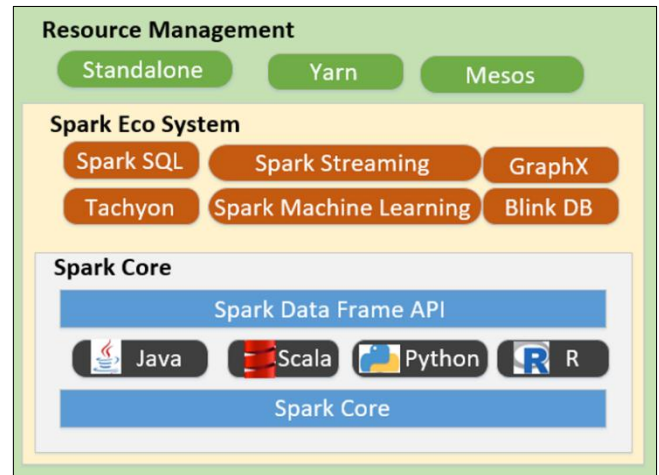 Resource Management
Standalone Yarn Mesos
Spark Eco System
Spark SQL Spark Streaming GraphX
Tachyon Spark Machine Learning Blink DB
Spark Core
Spark Data Frame API
Java Scala Python R R
Spark Core